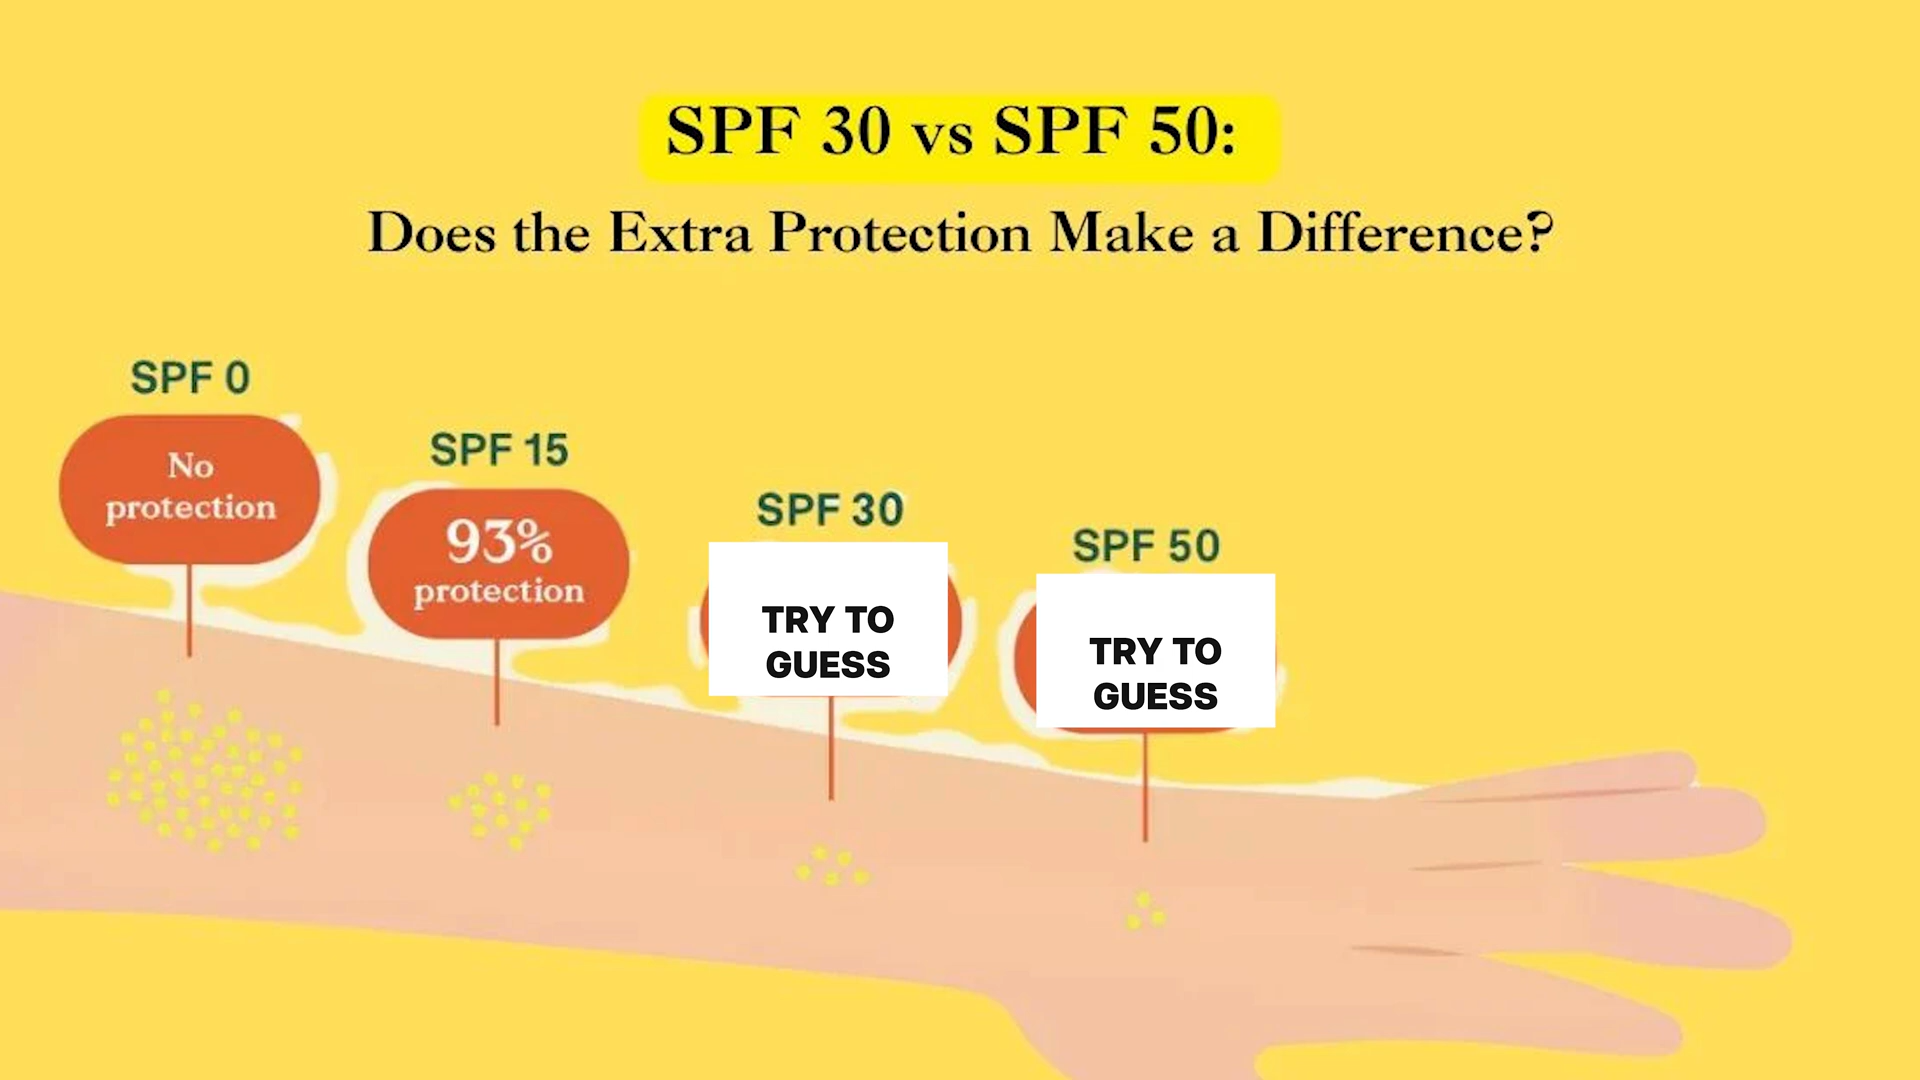 SPF 30 vs SPF 50:
Does the Extra Protection Make a Difference?
SPF 0
No
protection
SPF 15
93%
protection
SPF 30
TRY TO
GUESS
SPF 50
TRY TO
GUESS